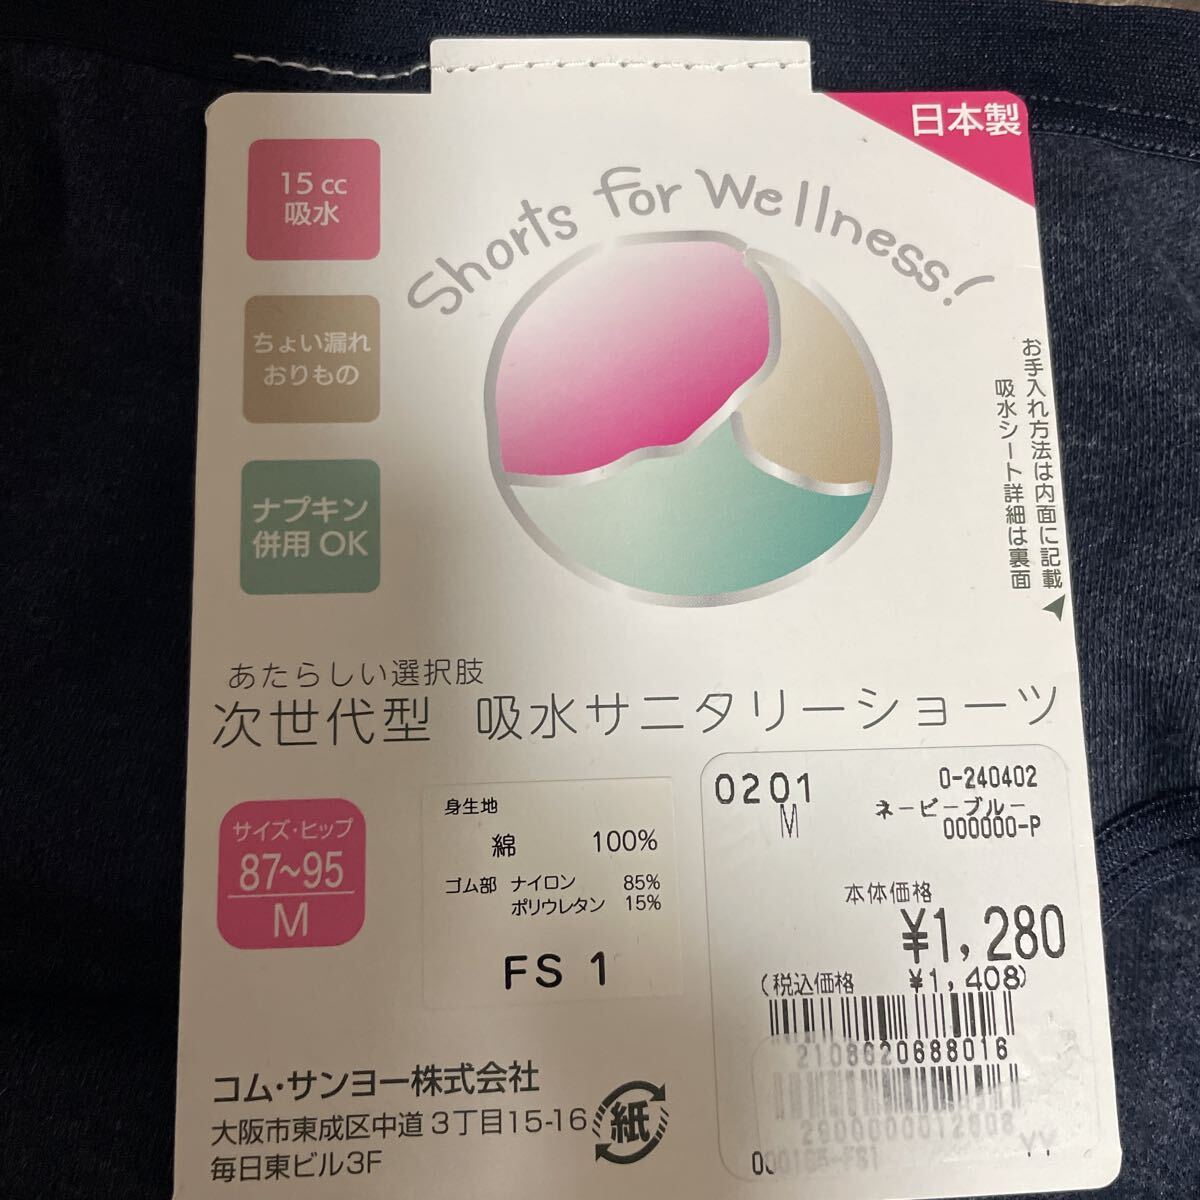 日本製
15 cc
吸水
Shorts for Wellness!
ちょい漏れ
おりもの
ナプキン
併用 OK
お手入れ方法は内面に記載
吸水シート詳細は裏面
あたらしい選択肢
次世代型 吸水サニタリーショーツ
サイズ・ヒップ
87~95
M
身生地
綿 100%
ゴム部 ナイロン 85%
ポリウレタン 15%
FS 1
0201
M
0-240402
ネービーブルー
000000-P
本体価格
¥1,280
(税込価格 ¥1,408)
2108620688016
2800000012808
YY
コム・サンヨー株式会社
大阪市東成区中道 3丁目15-16
毎日東ビル3F
紙